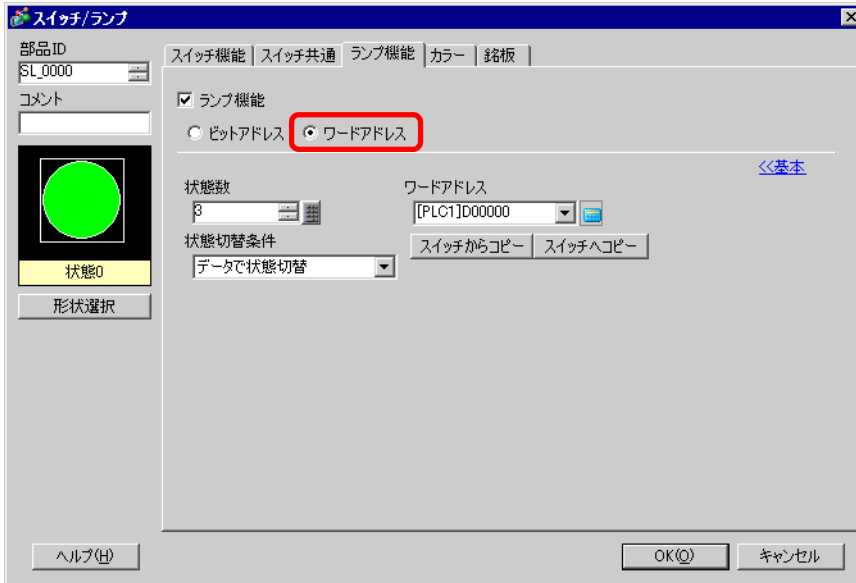 スイッチ/ランプ
部品ID
SL_0000
コメント
状態0
形状選択
スイッチ機能 スイッチ共通 ランプ機能 カラー 銘板
ランプ機能
ビットアドレス ワードアドレス
<<基本
状態数 ワードアドレス
3 [PLC1]D00000
状態切替条件 スイッチからコピー スイッチへコピー
データで状態切替
ヘルプ(H) OK(O) キャンセル